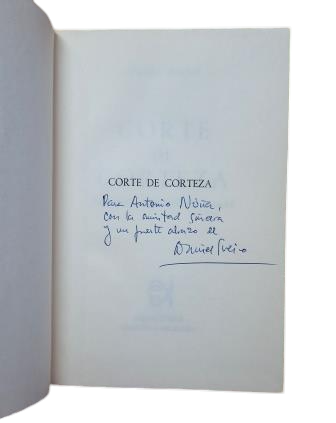 CORTE DE CORTEZA
Para Antonio Núñez,
con la amistad sincera
y un fuerte abrazo de
Daniel Sueiro